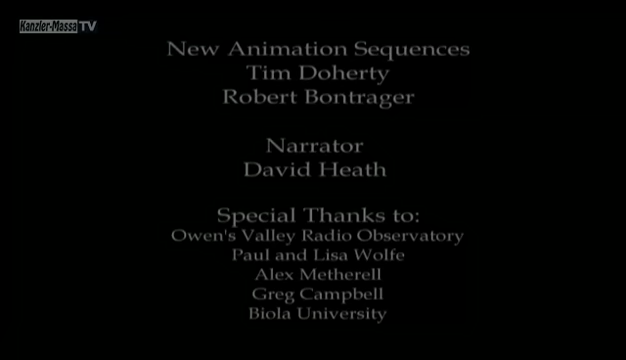 Kanzler-Massa TV
New Animation Sequences
Tim Doherty
Robert Bontrager
Narrator
David Heath
Special Thanks to:
Owen's Valley Radio Observatory
Paul and Lisa Wolfe
Alex Metherell
Greg Campbell
Biola University